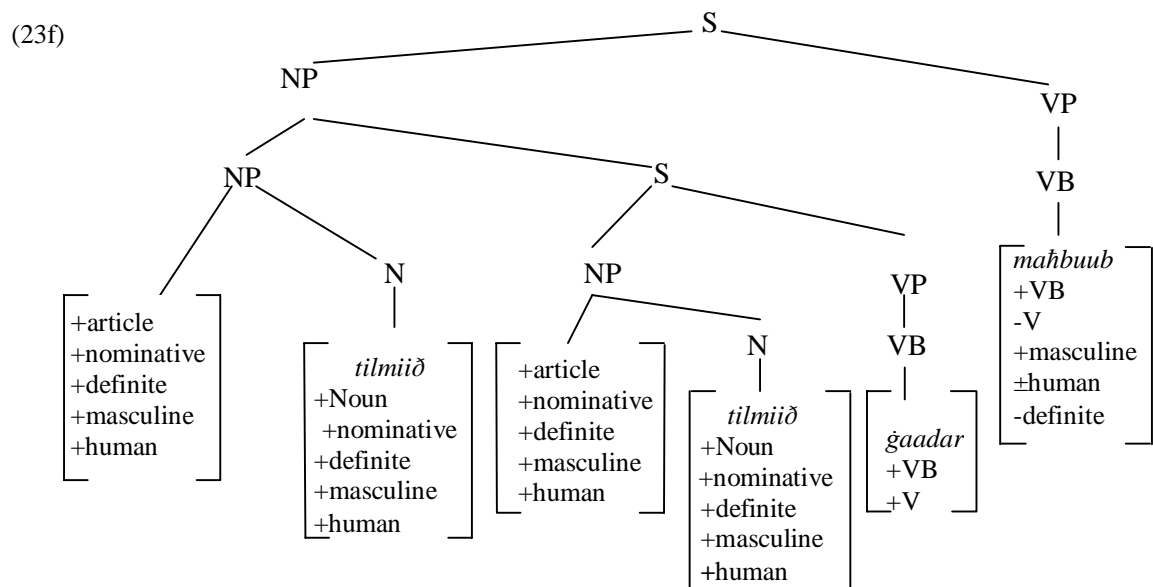 (23f)
S
NP
VP
NP
S
VB
N
NP
VP
N
VB
+article
+nominative
+definite
+masculine
+human
tilmiið
+Noun
+nominative
+definite
+masculine
+human
+article
+nominative
+definite
+masculine
+human
tilmiið
+Noun
+nominative
+definite
+masculine
+human
ġaadar
+VB
+V
maħbuub
+VB
-V
+masculine
±human
-definite